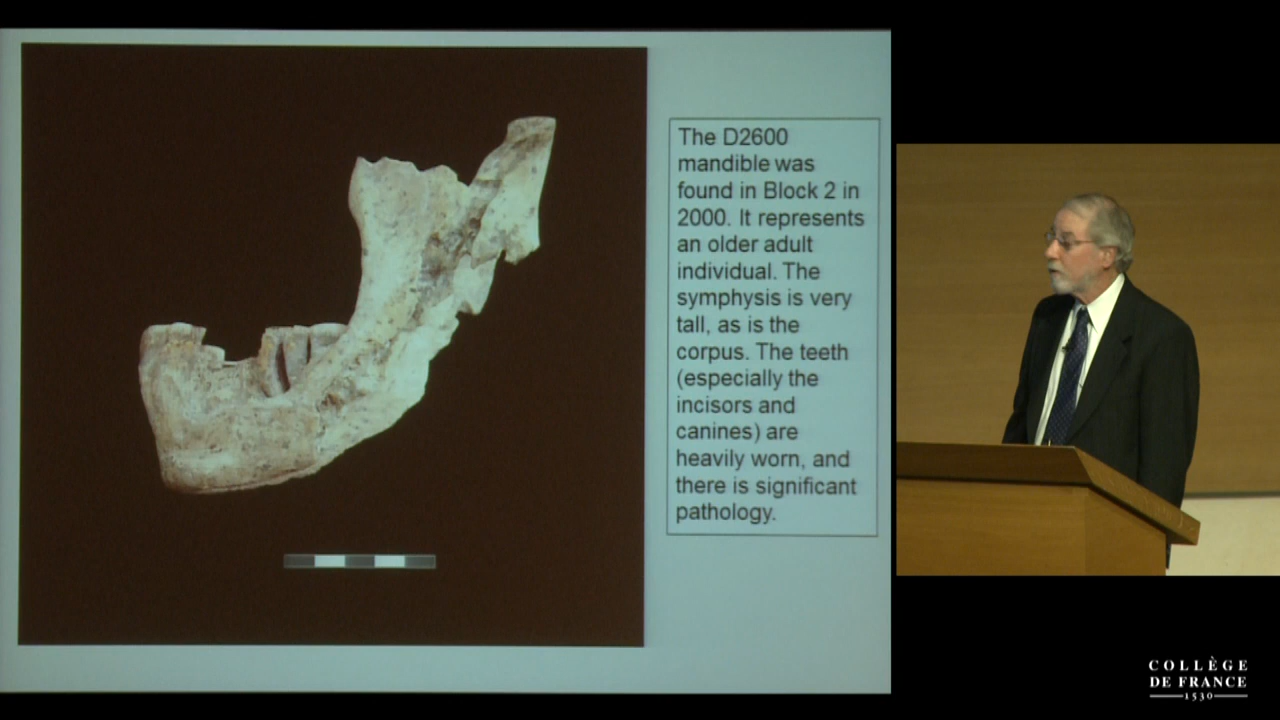 The D2600
mandible was
found in Block 2 in
2000. It represents
an older adult
individual. The
symphysis is very
tall, as is the
corpus. The teeth
(especially the
incisors and
canines) are
heavily worn, and
there is significant
pathology.
COLLÈGE
DE FRANCE
1530